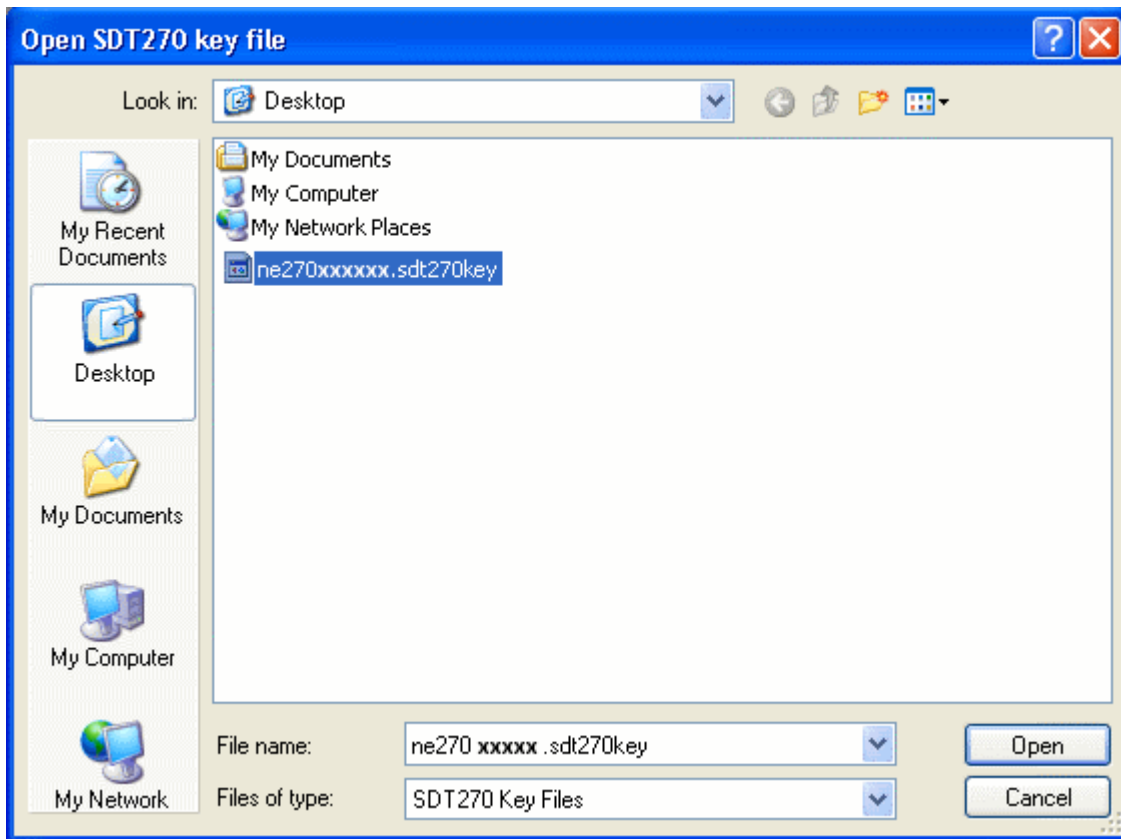 Open SDT270 key file
Look in: Desktop
My Documents
My Computer
My Network Places
ne270xxxxxx.sdt270key
My Recent
Documents
Desktop
My Documents
My Computer
My Network
File name: ne270 xxxxx .sdt270key Open
Files of type: SDT270 Key Files Cancel